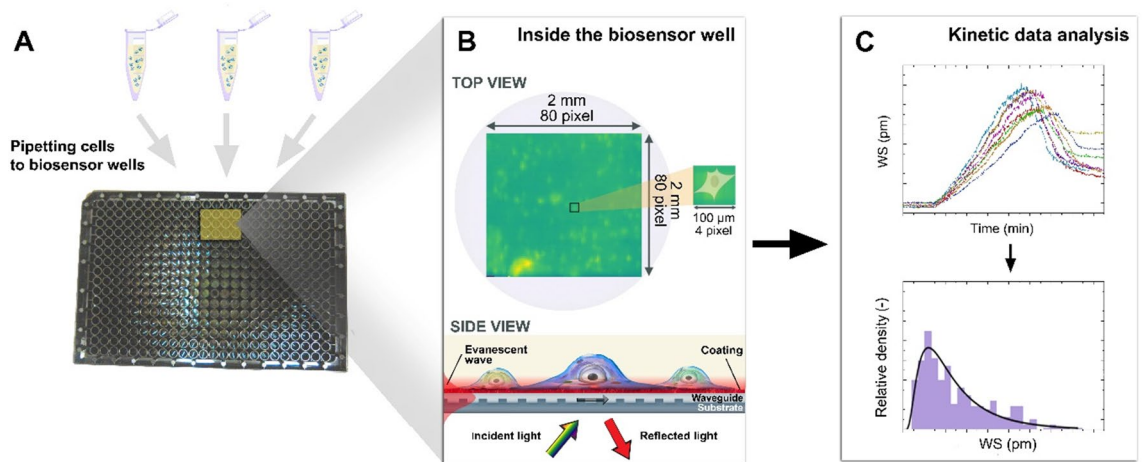 A
Pipetting cells
to biosensor wells
B
Inside the biosensor well
TOP VIEW
2 mm
80 pixel
2 mm
80 pixel
100 µm
4 pixel
SIDE VIEW
Evanescent
wave
Coating
Waveguide
Substrate
Incident light
Reflected light
C
Kinetic data analysis
WS (pm)
Time (min)
Relative density (-)
WS (pm)